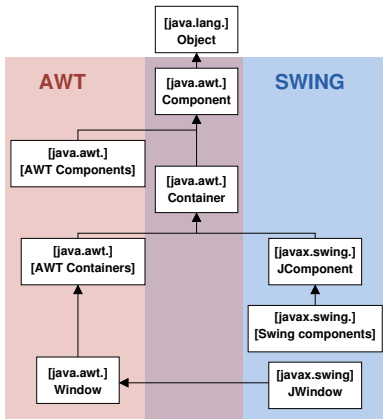 [java.lang.]
Object
AWT
SWING
[java.awt.]
Component
[java.awt.]
[AWT Components]
[java.awt.]
Container
[java.awt.]
[AWT Containers]
[javax.swing.]
JComponent
[javax.swing.]
[Swing components]
[java.awt.]
Window
[javax.swing]
JWindow